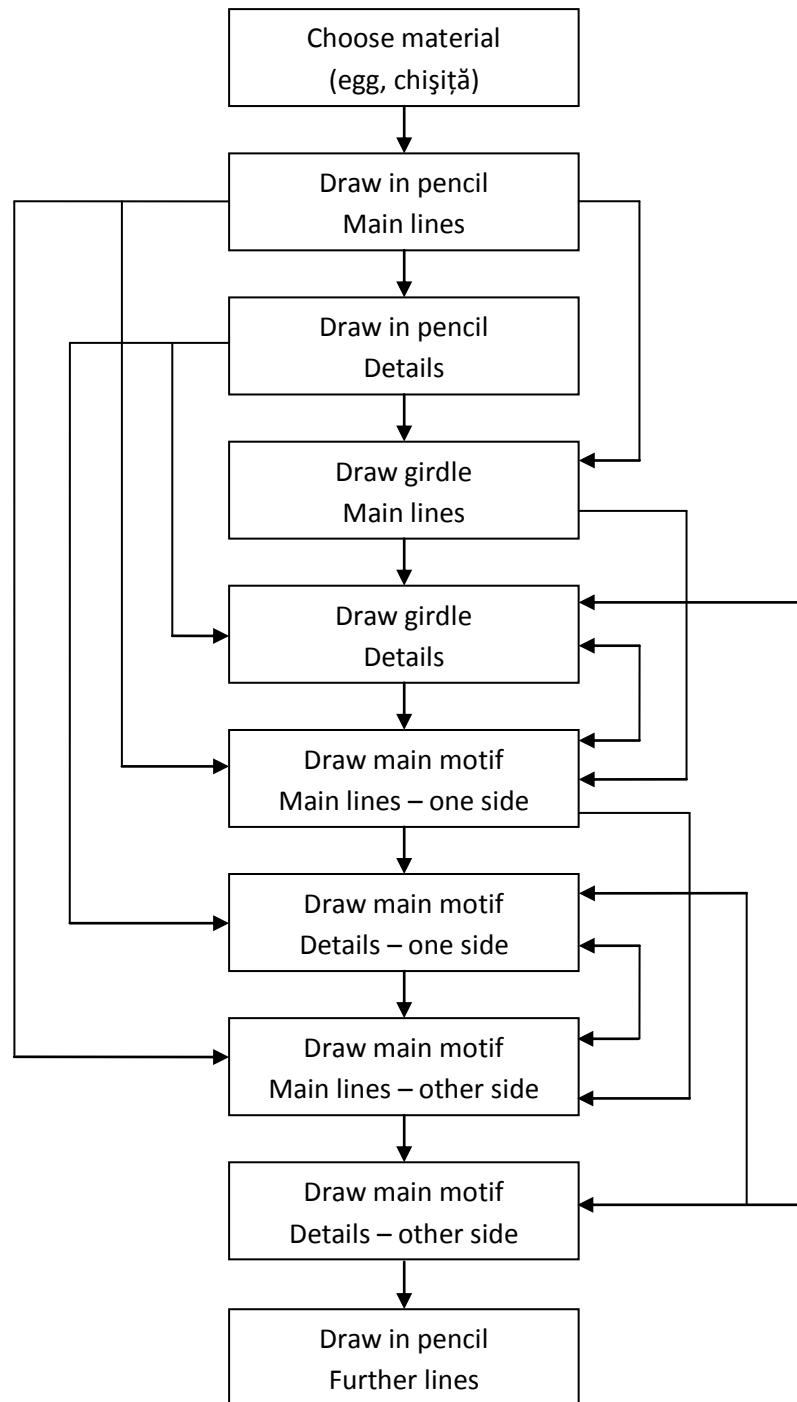 Choose material
(egg, chişiță)
Draw in pencil
Main lines
Draw in pencil
Details
Draw girdle
Main lines
Draw girdle
Details
Draw main motif
Main lines – one side
Draw main motif
Details – one side
Draw main motif
Main lines – other side
Draw main motif
Details – other side
Draw in pencil
Further lines